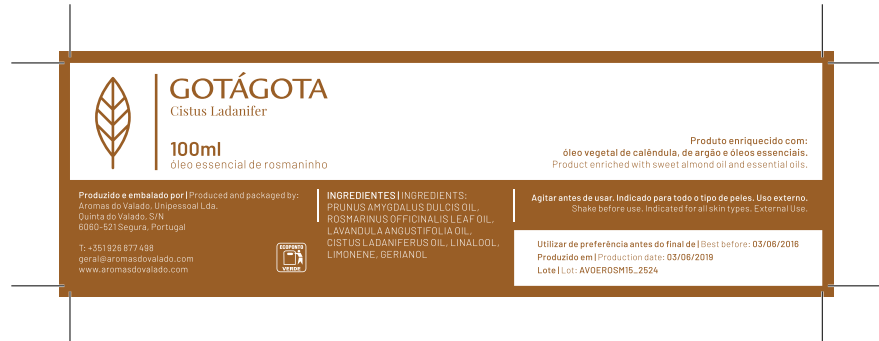 GOTÁGOTA
Cistus Ladanifer
100ml
óleo essencial de rosmaninho
Produto enriquecido com:
óleo vegetal de calêndula, de argão e óleos essenciais.
Product enriched with sweet almond oil and essential oils.
Produzido e embalado por | Produced and packaged by:
Aromas do Valado, Unipessoal Lda.
Quinta do Valado, S/N
6060-521 Segura, Portugal
T: +351 926 877 498
geral@aromasdovalado.com
www.aromasdovalado.com
ECOPONTO
VERDE
INGREDIENTES | INGREDIENTS:
PRUNUS AMYGDALUS DULCIS OIL,
ROSMARINUS OFFICINALIS LEAF OIL,
LAVANDULA ANGUSTIFOLIA OIL,
CISTUS LADANIFERUS OIL, LINALOOL,
LIMONENE, GERIANOL
Agitar antes de usar. Indicado para todo o tipo de peles. Uso externo.
Shake before use. Indicated for all skin types. External Use.
Utilizar de preferência antes do final de | Best before: 03/06/2016
Produzido em | Production date: 03/06/2019
Lote | Lot: AVOEROSM15_2524